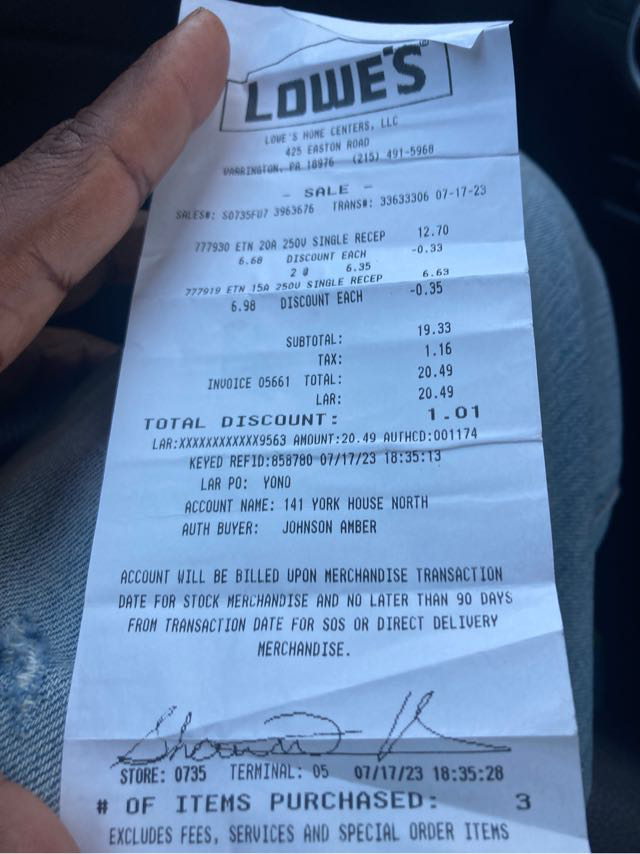 LOWE'S
LOWE'S HOME CENTERS, LLC
425 EASTON ROAD
WARRINGTON, PA 18976 (215) 491-5960
- SALE -
SALES#: S0735FU7 3963676 TRANS#: 33633306 07-17-23
777930 ETN 20A 250V SINGLE RECEP 12.70
6.68 DISCOUNT EACH -0.33
2 @ 6.35
777919 ETN 15A 250V SINGLE RECEP 6.63
6.98 DISCOUNT EACH -0.35
SUBTOTAL: 19.33
TAX: 1.16
INVOICE 05661 TOTAL: 20.49
LAR: 20.49
TOTAL DISCOUNT: 1.01
LAR:XXXXXXXXXXXX9563 AMOUNT:20.49 AUTHCD:001174
KEYED REFID:858780 07/17/23 18:35:13
LAR PO: YONO
ACCOUNT NAME: 141 YORK HOUSE NORTH
AUTH BUYER: JOHNSON AMBER
ACCOUNT WILL BE BILLED UPON MERCHANDISE TRANSACTION
DATE FOR STOCK MERCHANDISE AND NO LATER THAN 90 DAYS
FROM TRANSACTION DATE FOR SOS OR DIRECT DELIVERY
MERCHANDISE.
STORE: 0735 TERMINAL: 05 07/17/23 18:35:28
# OF ITEMS PURCHASED: 3
EXCLUDES FEES, SERVICES AND SPECIAL ORDER ITEMS